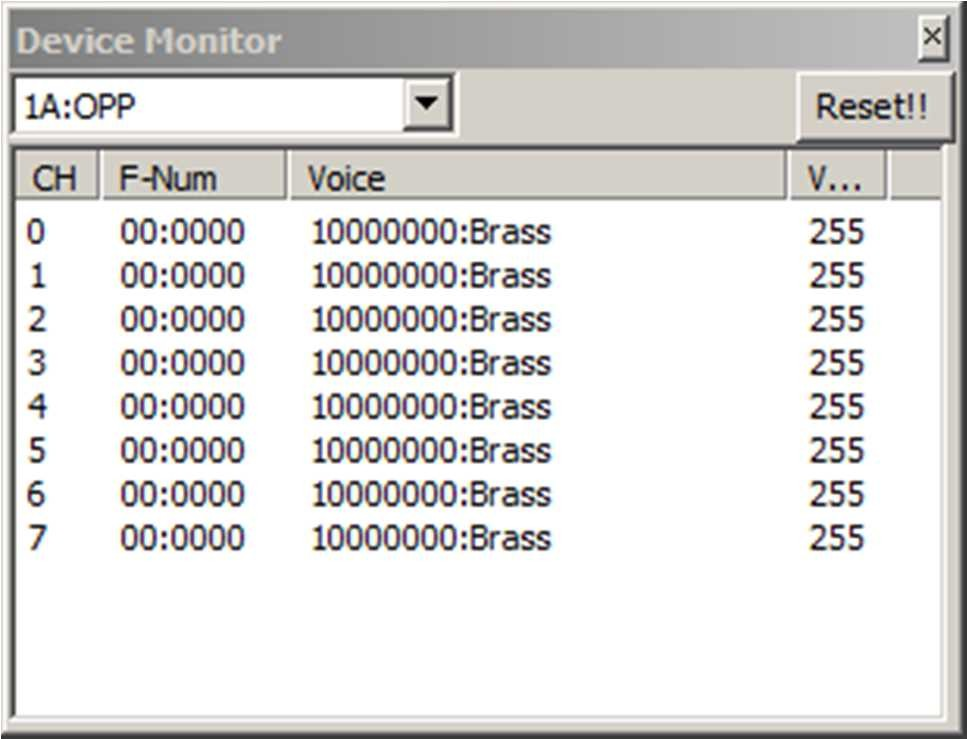 Device Monitor
1A:OPP Reset!!
CH F-Num Voice V...
0 00:0000 10000000:Brass 255
1 00:0000 10000000:Brass 255
2 00:0000 10000000:Brass 255
3 00:0000 10000000:Brass 255
4 00:0000 10000000:Brass 255
5 00:0000 10000000:Brass 255
6 00:0000 10000000:Brass 255
7 00:0000 10000000:Brass 255